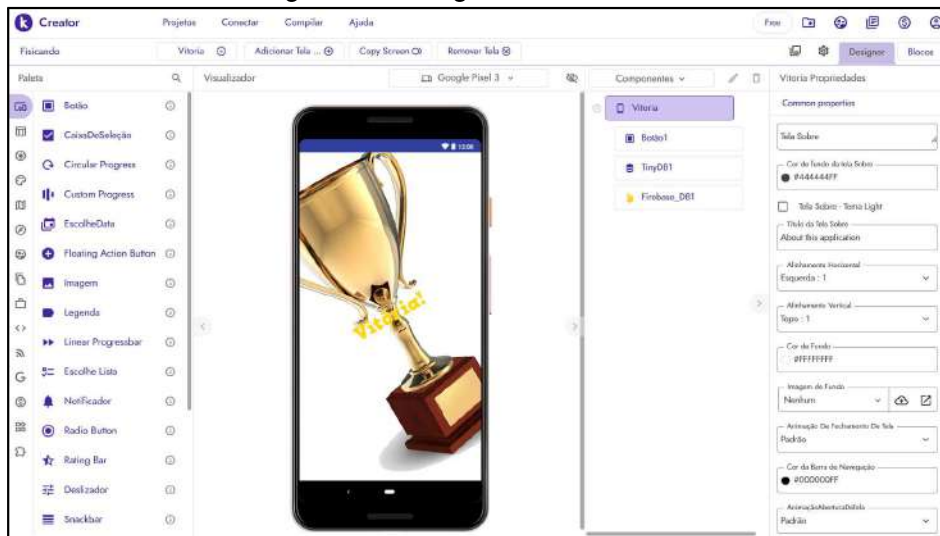 Creator Projetos Conectar Compilar Ajuda Free
Fisicando Vitoria Adicionar Tela ... Copy Screen Remover Tela Designer Blocos
Paleta Visualizador Google Pixel 3 Componentes Vitoria Propriedades
Botão
CaixaDeSeleção
Circular Progress
Custom Progress
EscolheData
Floating Action Button
Imagem
Legenda
Linear Progressbar
Escolhe Lista
Notificador
Radio Button
Rating Bar
Deslizador
Snackbar
Vitória!
Vitoria
Botão1
TinyDB1
Firebase_DB1
Common properties
Tela Sobre
Cor de fundo da tela Sobre
#444444FF
Tela Sobre - Tema Light
Título da Tela Sobre
About this application
Alinhamento Horizontal
Esquerda : 1
Alinhamento Vertical
Topo : 1
Cor de Fundo
#FFFFFFFF
Imagem de Fundo
Nenhum
Animação De Fechamento De Tela
Padrão
Cor da Barra de Navegação
#000000FF
AnimaçãoAberturaDaTela
Padrão